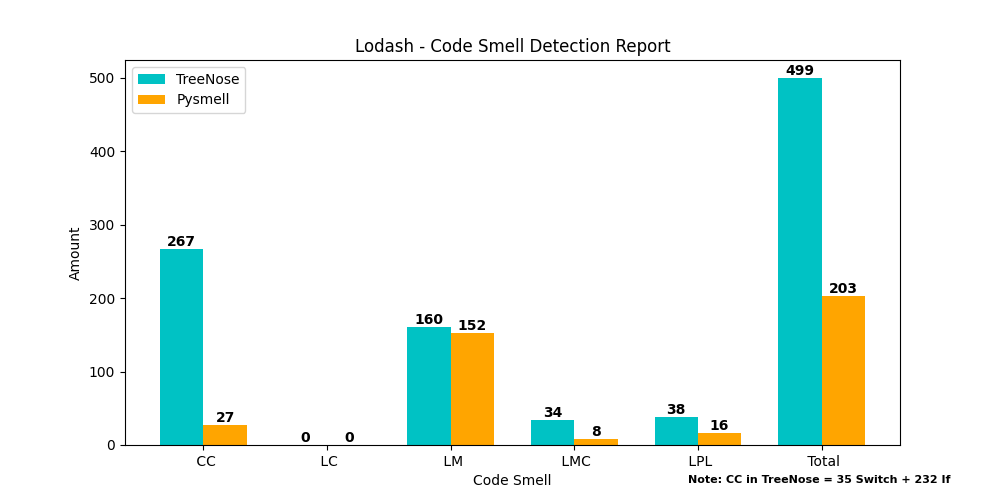 Lodash - Code Smell Detection Report
TreeNose
Pysmell
Amount
500
400
300
200
100
0
267
27
0
0
160
152
34
8
38
16
499
203
CC
LC
LM
LMC
LPL
Total
Code Smell
Note: CC in TreeNose = 35 Switch + 232 If